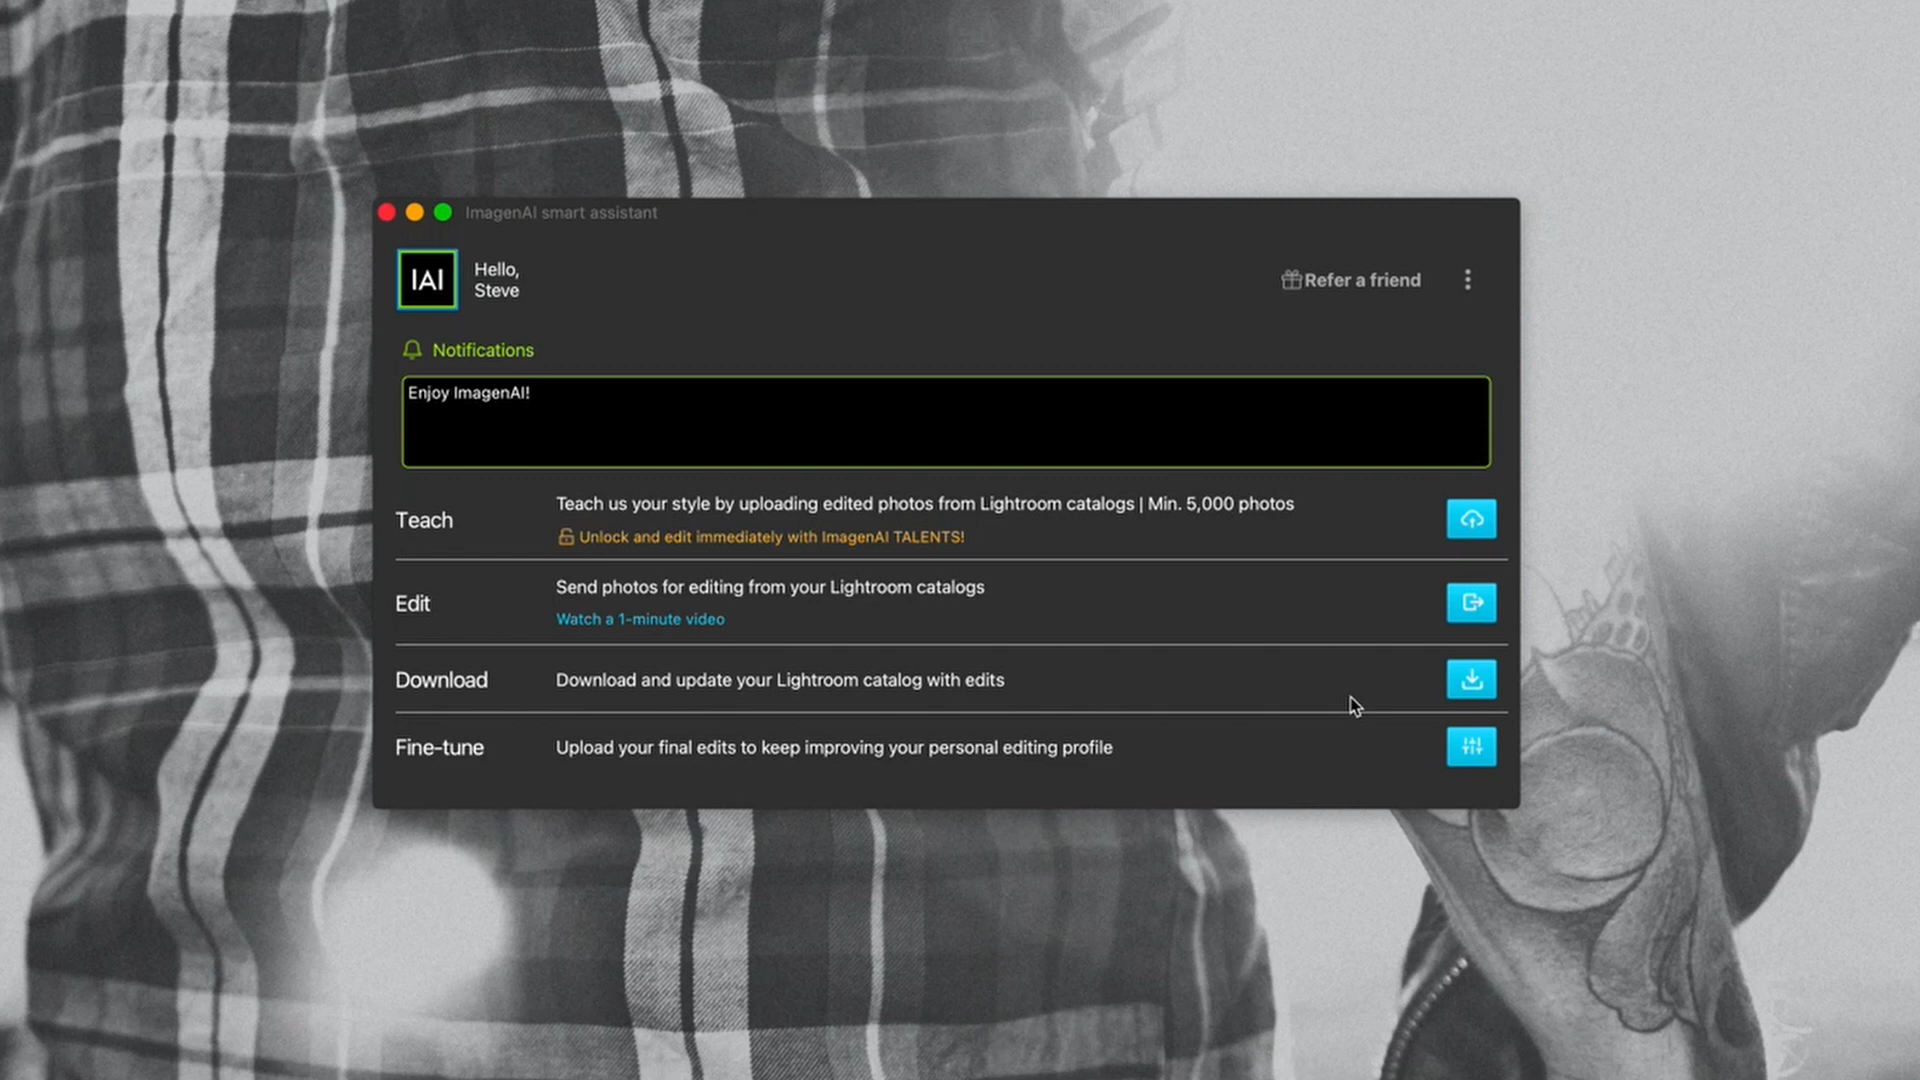 ImagenAI smart assistant
IAI
Hello,
Steve
Refer a friend
Notifications
Enjoy ImagenAI!
Teach
Teach us your style by uploading edited photos from Lightroom catalogs | Min. 5,000 photos
Unlock and edit immediately with ImagenAI TALENTS!
Edit
Send photos for editing from your Lightroom catalogs
Watch a 1-minute video
Download
Download and update your Lightroom catalog with edits
Fine-tune
Upload your final edits to keep improving your personal editing profile